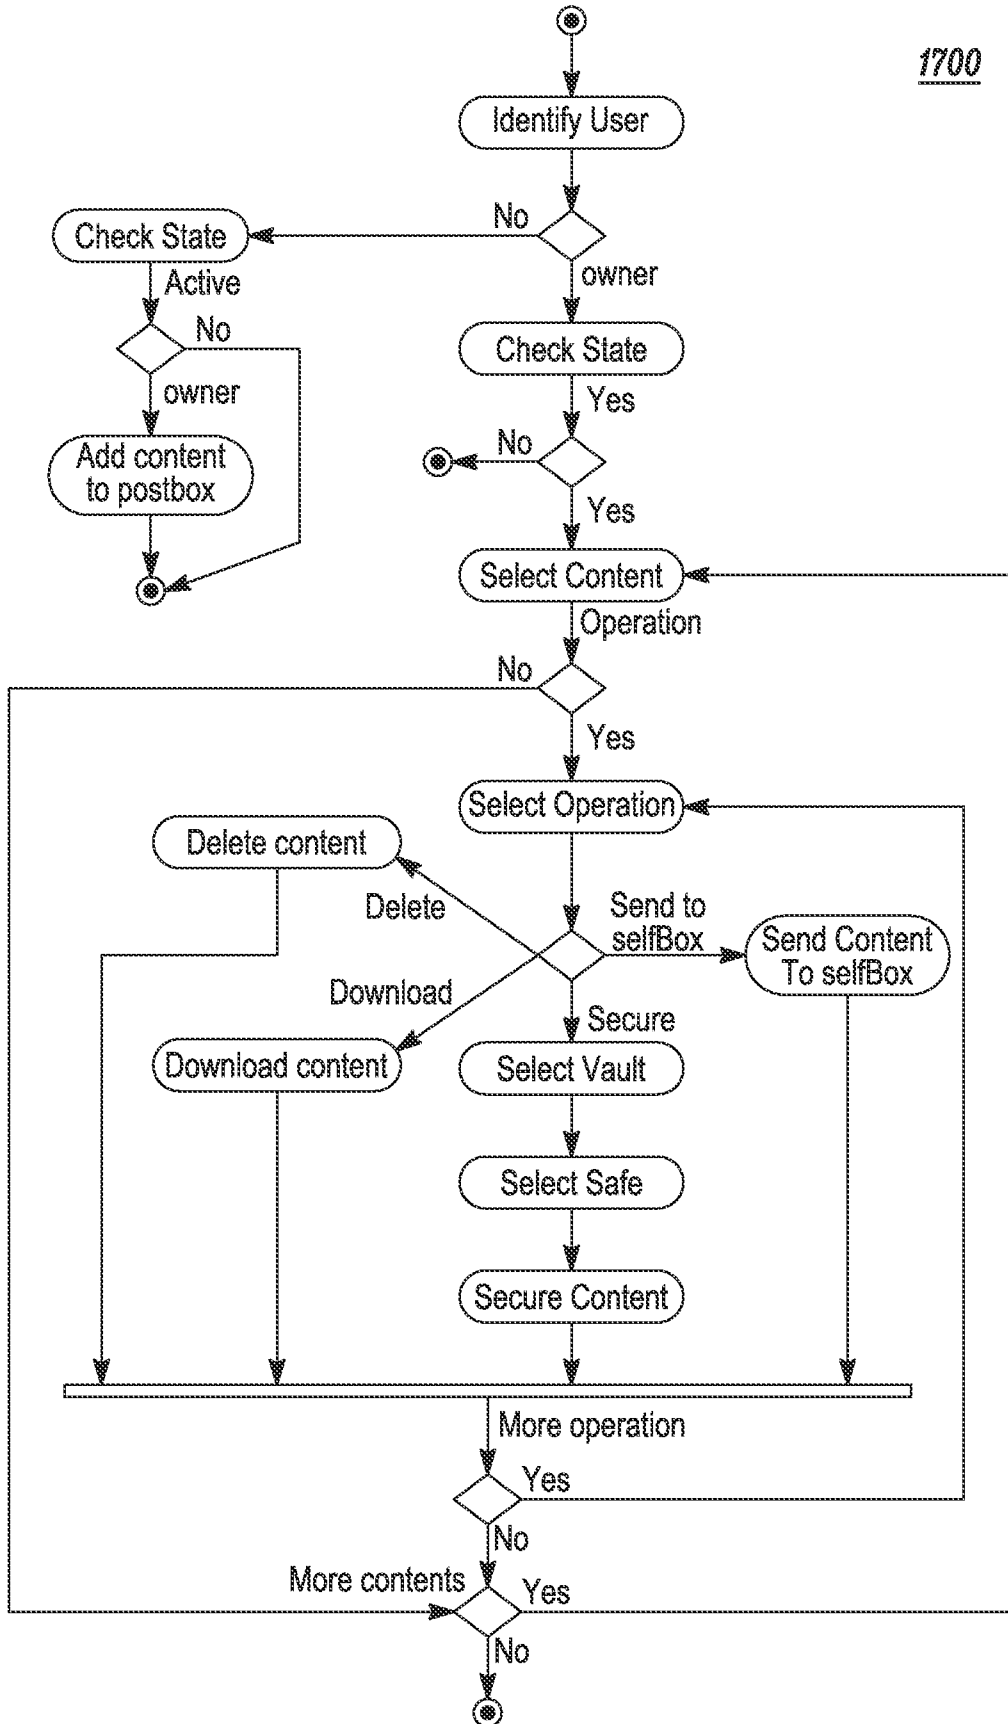 1700
Identify User
No
Check State
owner
Active
No
Check State
owner
Yes
Add content
to postbox
No
Yes
Select Content
Operation
No
Yes
Select Operation
Delete content
Delete
Send to
selfBox
Send Content
To selfBox
Download
Secure
Download content
Select Vault
Select Safe
Secure Content
More operation
Yes
No
More contents
Yes
No